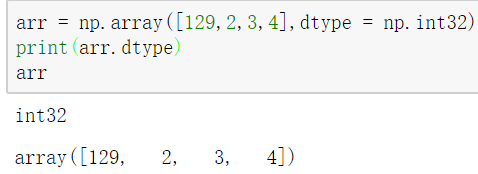 arr = np.array([129,2,3,4],dtype = np.int32)
print(arr.dtype)
arr
int32
array([129,   2,   3,   4])